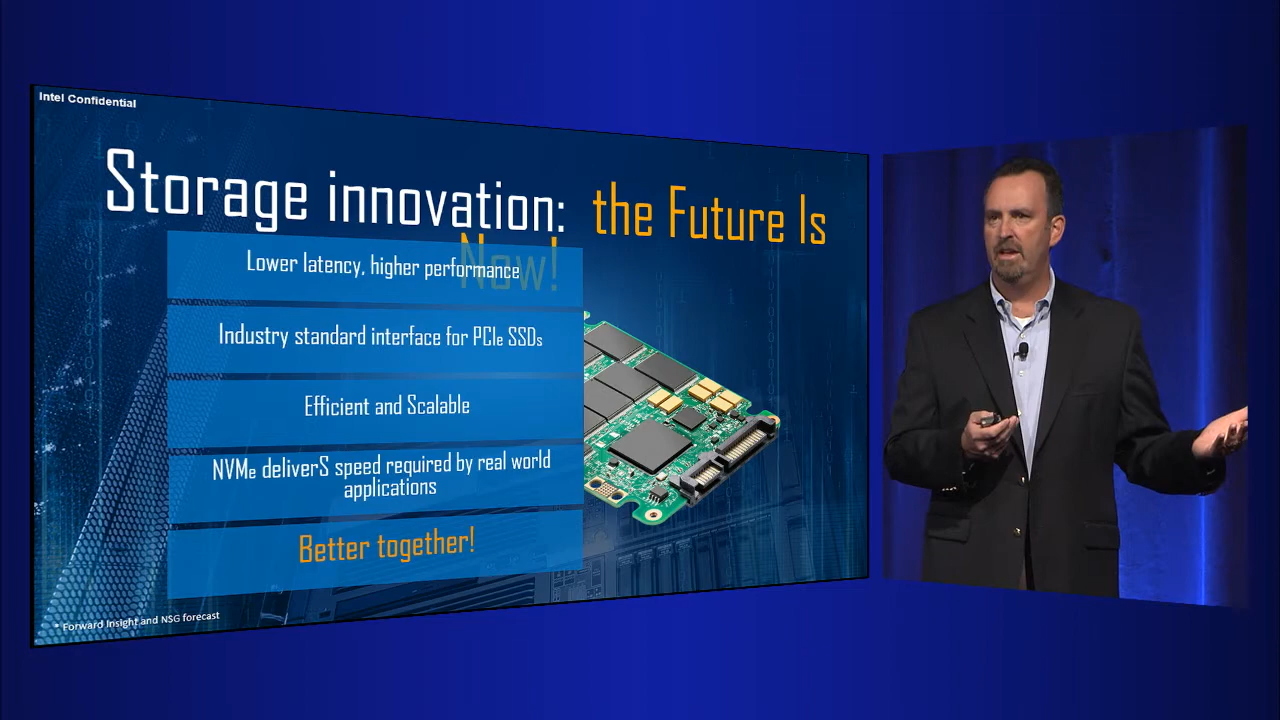 Intel Confidential
Storage innovation: the Future Is
Now!
Lower latency, higher performance
Industry standard interface for PCIe SSDs
Efficient and Scalable
NVMe deliverS speed required by real world
applications
Better together!
* Forward Insight and NSG forecast